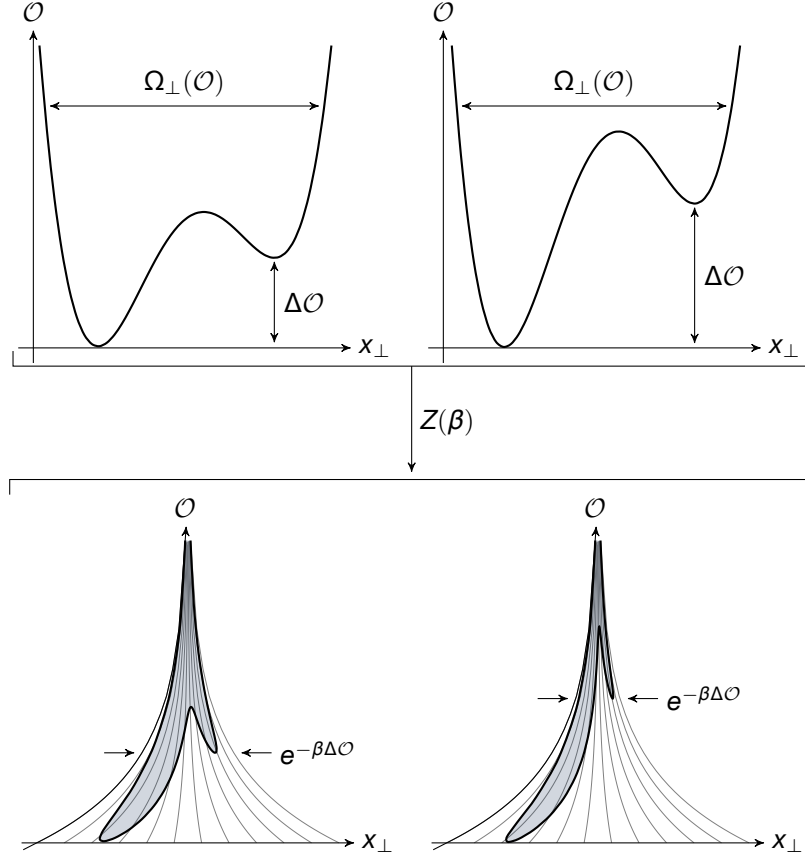 𝒪 𝒪
Ω⊥(𝒪) Ω⊥(𝒪)
Δ𝒪 Δ𝒪
x⊥ x⊥
Z(β)
𝒪 𝒪
e^{−βΔ𝒪} e^{−βΔ𝒪}
x⊥ x⊥